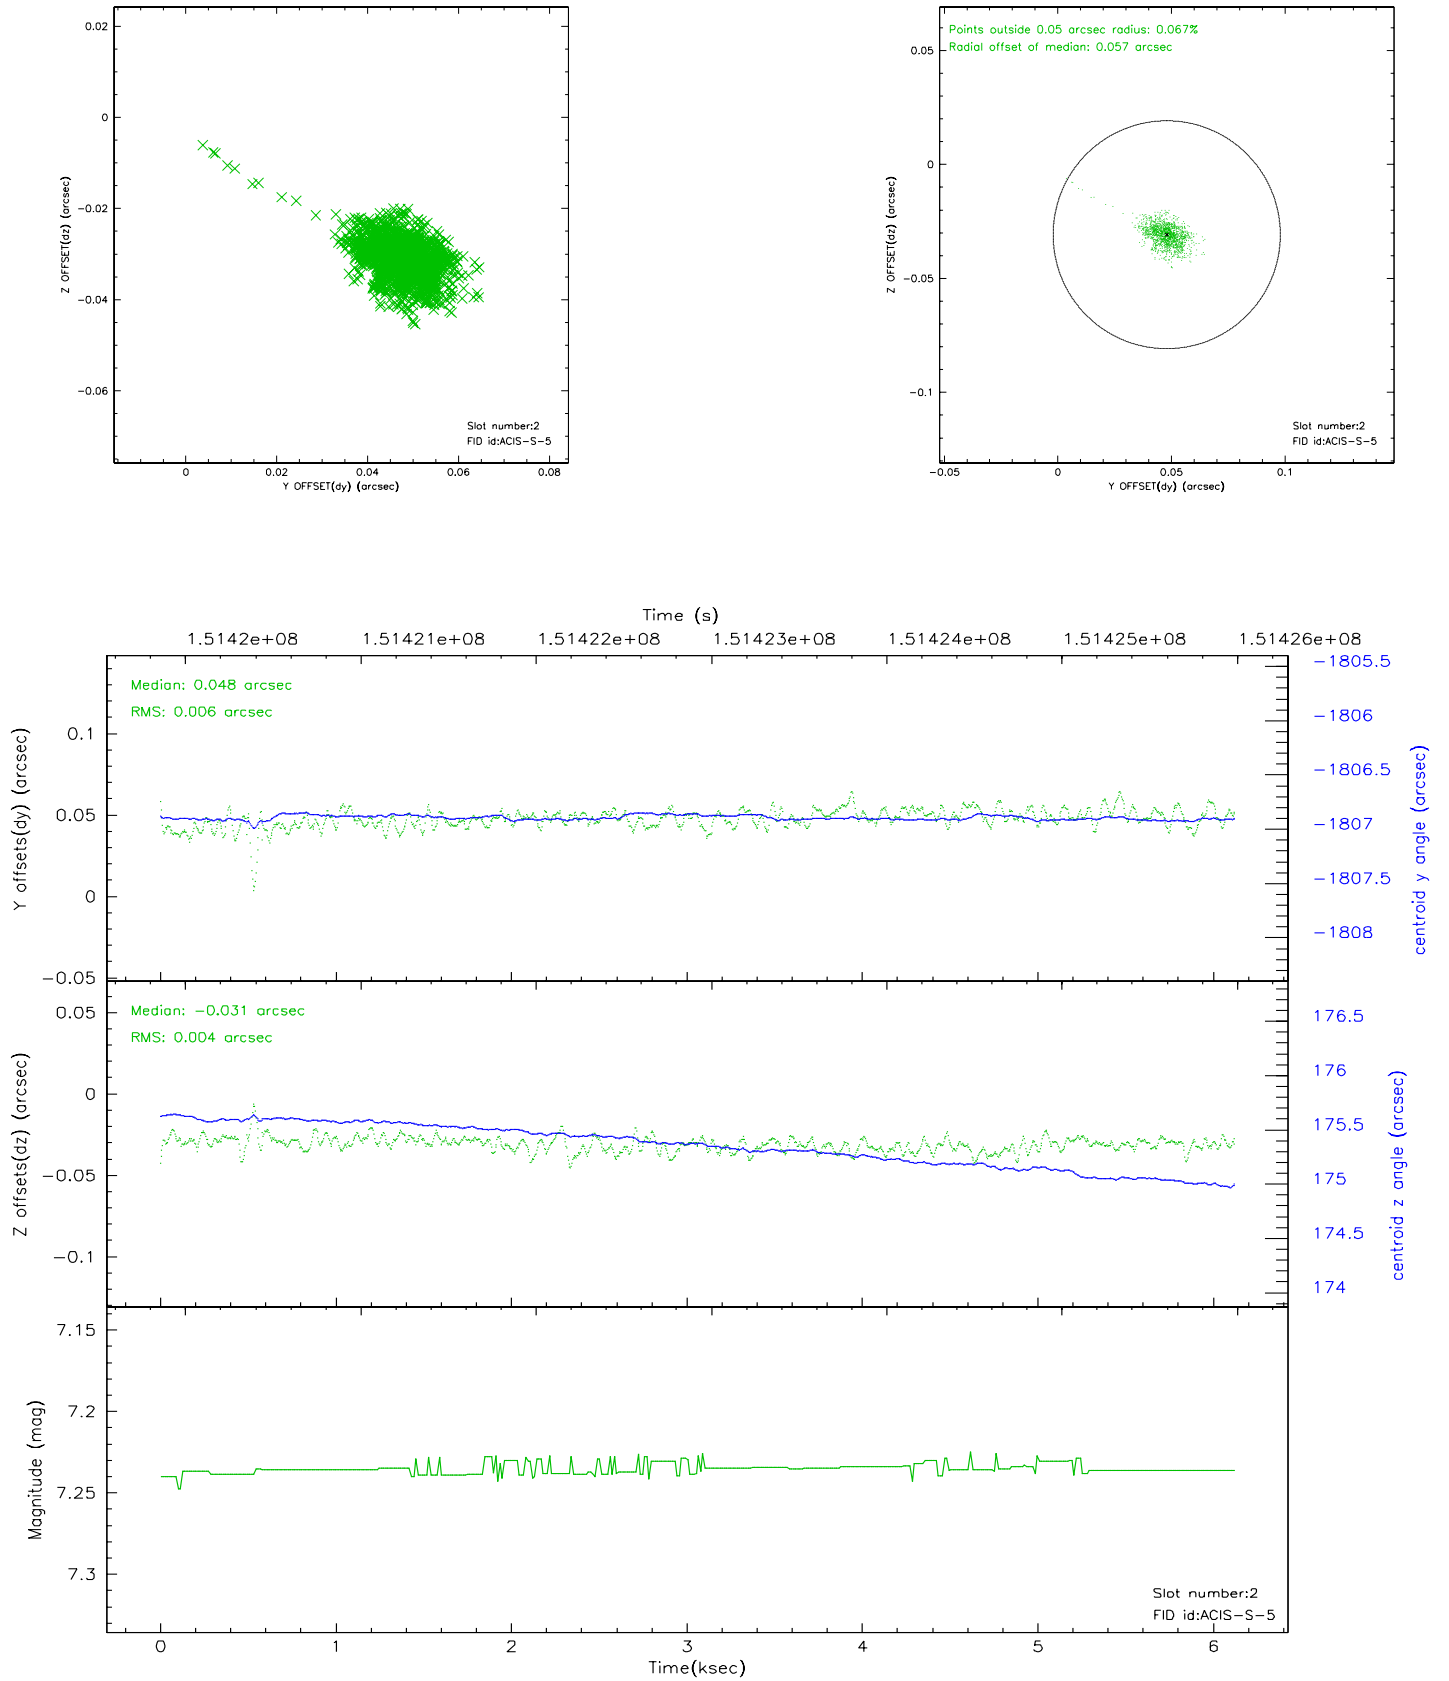 0.02
0
−0.02
−0.04
−0.06
Z OFFSET(dz) (arcsec)
Slot number:2
FID id:ACIS−S−5
0
0.02
0.04
0.06
0.08
Y OFFSET(dy) (arcsec)
Points outside 0.05 arcsec radius: 0.067%
Radial offset of median: 0.057 arcsec
0.05
0
−0.05
−0.1
Z OFFSET(dz) (arcsec)
Slot number:2
FID id:ACIS−S−5
−0.05
0
0.05
0.1
Y OFFSET(dy) (arcsec)
Time (s)
1.5142e+08
1.51421e+08
1.51422e+08
1.51423e+08
1.51424e+08
1.51425e+08
1.51426e+08
Median: 0.048 arcsec
RMS: 0.006 arcsec
0.1
0.05
0
−0.05
Y offsets(dy) (arcsec)
−1805.5
−1806
−1806.5
−1807
−1807.5
−1808
centroid y angle (arcsec)
Median: −0.031 arcsec
RMS: 0.004 arcsec
0.05
0
−0.05
−0.1
Z offsets(dz) (arcsec)
176.5
176
175.5
175
174.5
174
centroid z angle (arcsec)
7.15
7.2
7.25
7.3
Magnitude (mag)
Slot number:2
FID id:ACIS−S−5
0
1
2
3
4
5
6
Time(ksec)